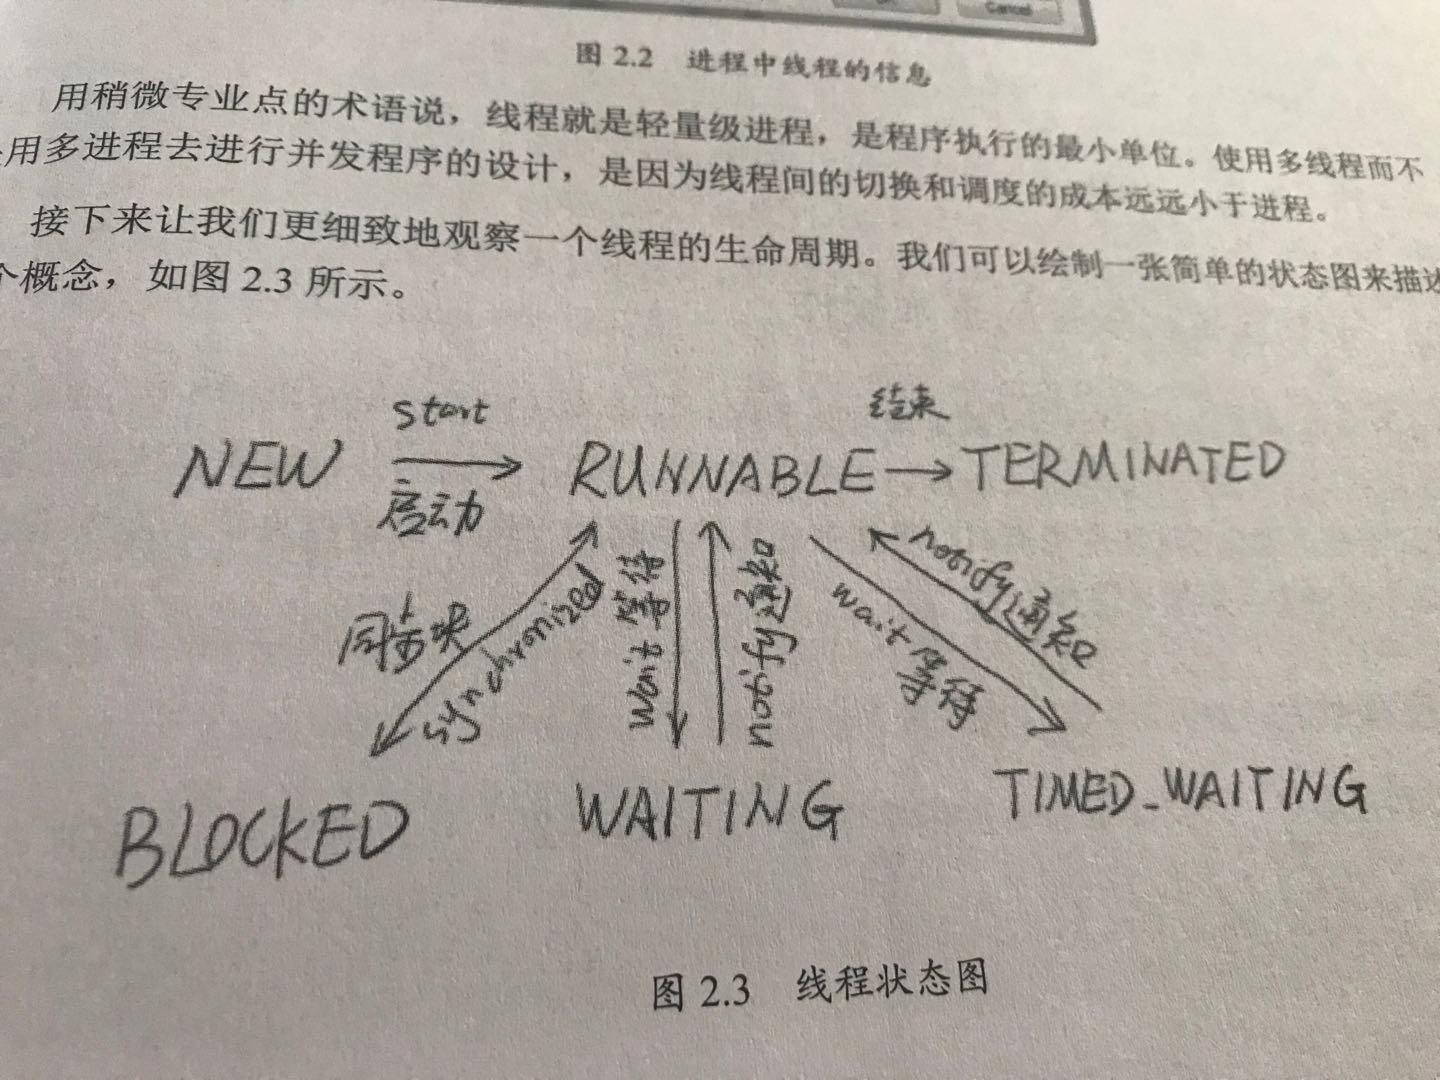 Cancel
图 2.2 进程中线程的信息
用稍微专业点的术语说，线程就是轻量级进程，是程序执行的最小单位。使用多线程而不
用多进程去进行并发程序的设计，是因为线程间的切换和调度的成本远远小于进程。
接下来让我们更细致地观察一个线程的生命周期。我们可以绘制一张简单的状态图来描述
个概念，如图 2.3 所示。
start
结束
NEW
RUNNABLE
TERMINATED
启动
同步块
synchronized
wait 等待
notify 通知
wait 等待
notify 通知
BLOCKED
WAITING
TIMED_WAITING
图 2.3 线程状态图